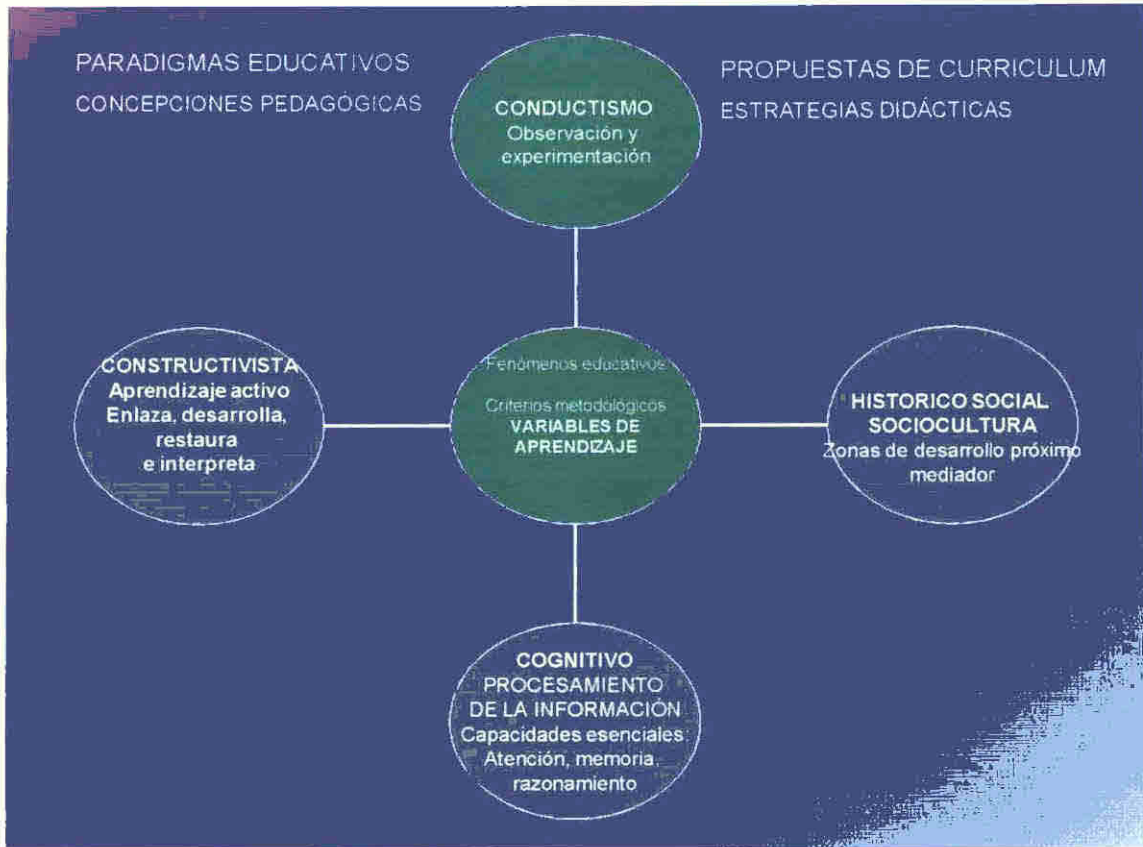 PARADIGMAS EDUCATIVOS
CONCEPCIONES PEDAGÓGICAS
PROPUESTAS DE CURRICULUM
ESTRATEGIAS DIDÁCTICAS
CONDUCTISMO
Observación y
experimentación
CONSTRUCTIVISTA
Aprendizaje activo
Enlaza, desarrolla,
restaura
e interpreta
Fenómenos educativos
Criterios metodológicos
VARIABLES DE
APRENDIZAJE
HISTORICO SOCIAL
SOCIOCULTURA
Zonas de desarrollo próximo
mediador
COGNITIVO
PROCESAMIENTO
DE LA INFORMACIÓN
Capacidades esenciales:
Atención, memoria,
razonamiento